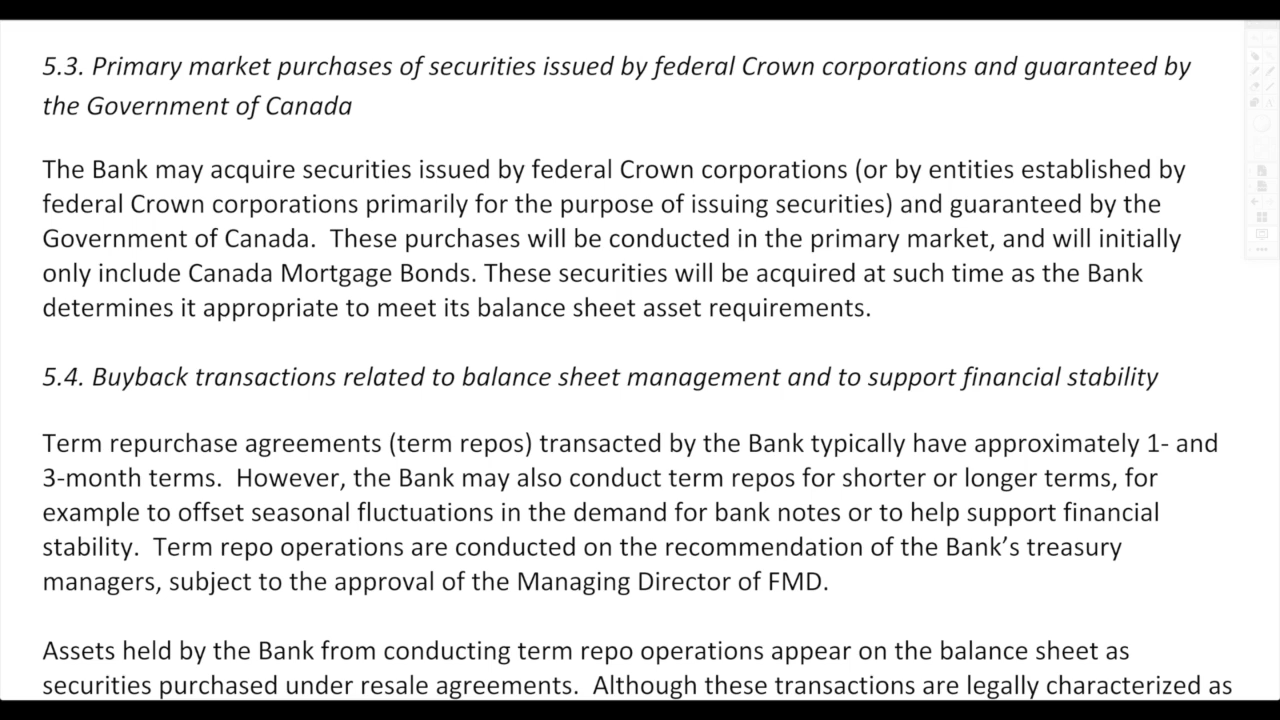 5.3. Primary market purchases of securities issued by federal Crown corporations and guaranteed by
the Government of Canada
The Bank may acquire securities issued by federal Crown corporations (or by entities established by
federal Crown corporations primarily for the purpose of issuing securities) and guaranteed by the
Government of Canada.  These purchases will be conducted in the primary market, and will initially
only include Canada Mortgage Bonds. These securities will be acquired at such time as the Bank
determines it appropriate to meet its balance sheet asset requirements.
5.4. Buyback transactions related to balance sheet management and to support financial stability
Term repurchase agreements (term repos) transacted by the Bank typically have approximately 1- and
3-month terms.  However, the Bank may also conduct term repos for shorter or longer terms, for
example to offset seasonal fluctuations in the demand for bank notes or to help support financial
stability.  Term repo operations are conducted on the recommendation of the Bank’s treasury
managers, subject to the approval of the Managing Director of FMD.
Assets held by the Bank from conducting term repo operations appear on the balance sheet as
securities purchased under resale agreements.  Although these transactions are legally characterized as